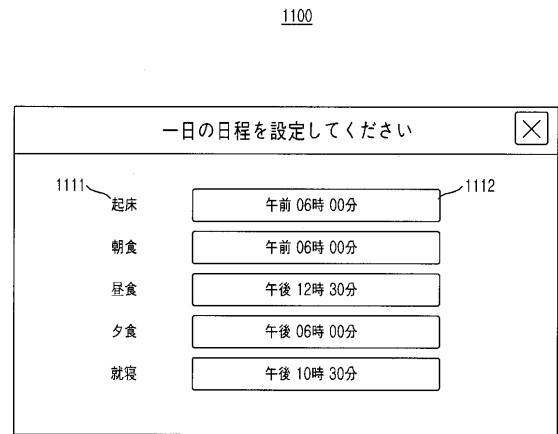 1100
一日の日程を設定してください
1111 起床 午前 06時 00分 1112
朝食 午前 06時 00分
昼食 午後 12時 30分
夕食 午後 06時 00分
就寝 午後 10時 30分